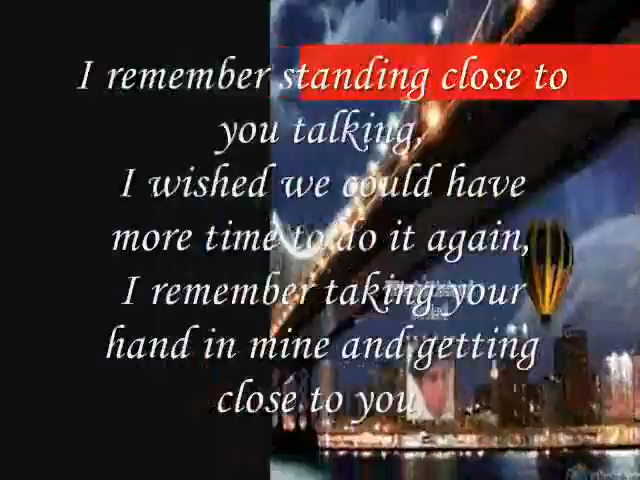 I remember standing close to
you talking,
I wished we could have
more time to do it again,
I remember taking your
hand in mine and getting
close to you